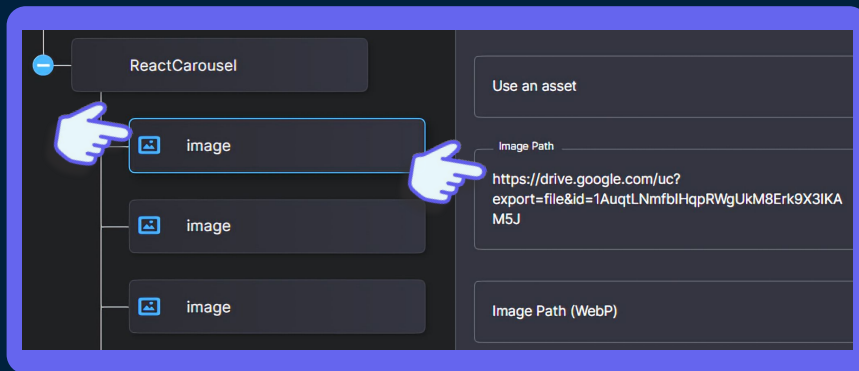 ReactCarousel
image
image
image
Use an asset
Image Path
https://drive.google.com/uc?
export=file&id=1AuqtLNmfbIHqpRWgUkM8Erk9X3IKA
M5J
Image Path (WebP)